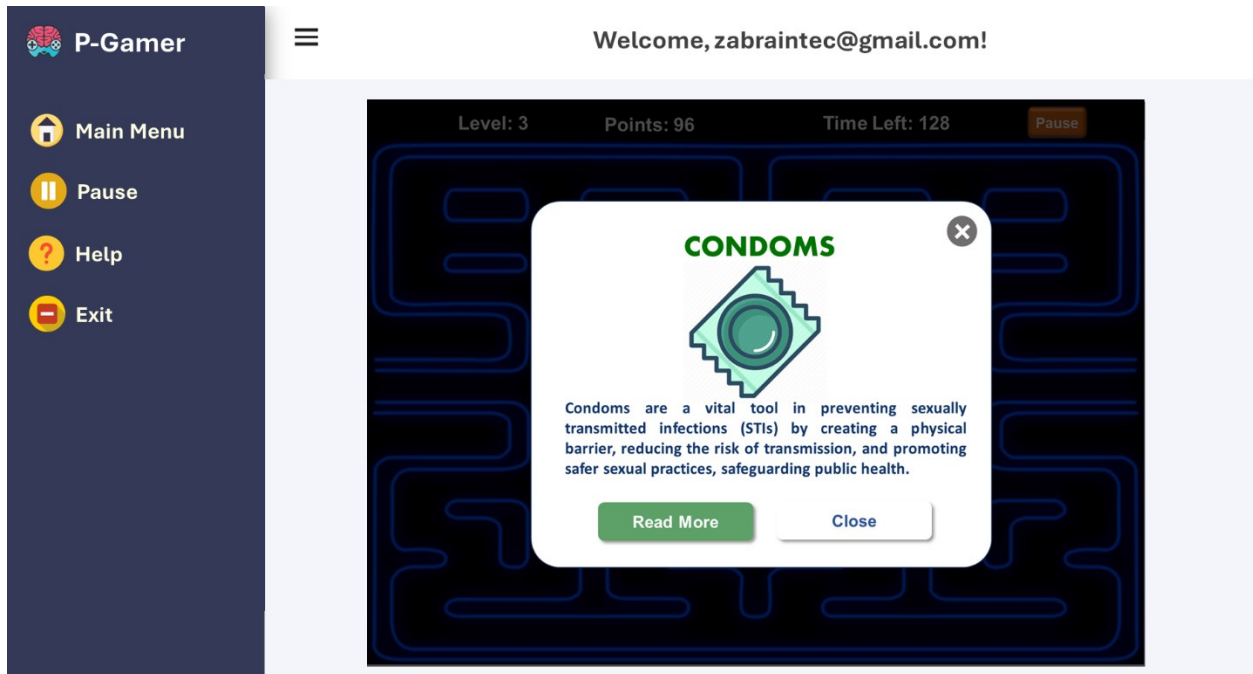 P-Gamer
Welcome, zabraintec@gmail.com!
Main Menu
Pause
Help
Exit
Level: 3 Points: 96 Time Left: 128 Pause
CONDOMS
Condoms are a vital tool in preventing sexually
transmitted infections (STIs) by creating a physical
barrier, reducing the risk of transmission, and promoting
safer sexual practices, safeguarding public health.
Read More Close